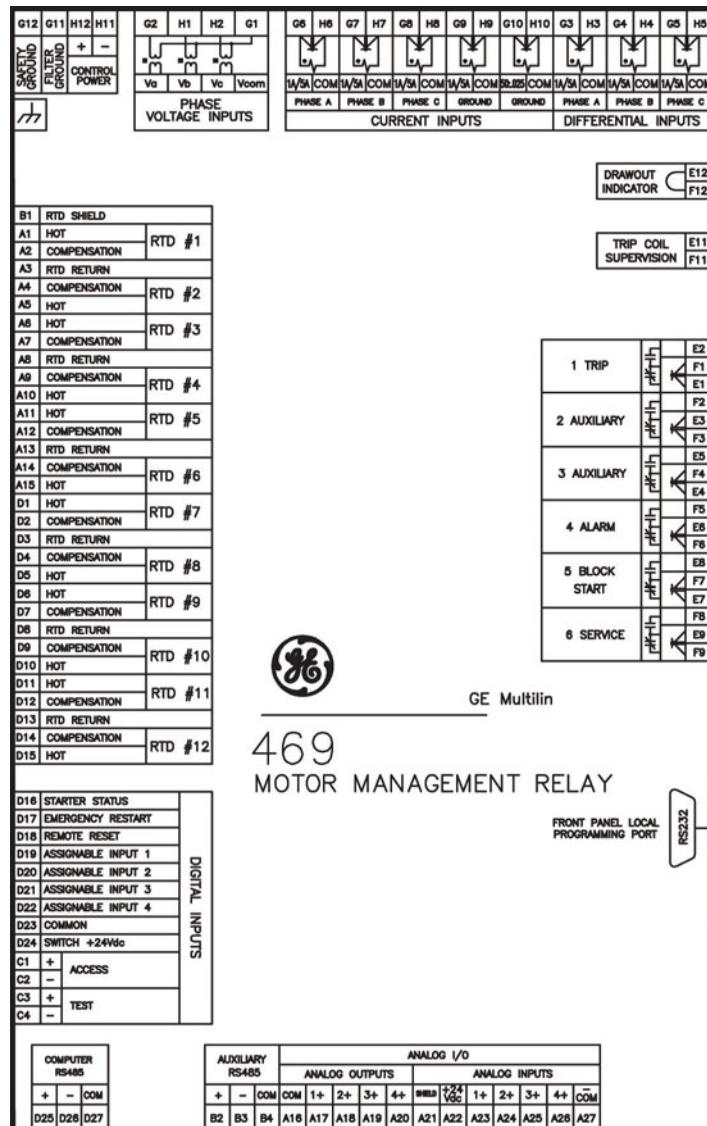 G12 G11 H12 H11
SAFETY GROUND
FILTER GROUND
+ −
CONTROL POWER
G2 H1 H2 G1
Va Vb Vc Vcom
PHASE
VOLTAGE INPUTS
G6 H6 G7 H7 G8 H8 G9 H9 G10 H10 G3 H3 G4 H4 G5 H5
1A/5A COM 1A/5A COM 1A/5A COM 1A/5A COM 50:.025 COM 1A/5A COM 1A/5A COM 1A/5A COM
PHASE A PHASE B PHASE C GROUND GROUND PHASE A PHASE B PHASE C
CURRENT INPUTS DIFFERENTIAL INPUTS
DRAWOUT INDICATOR E12 F12
TRIP COIL SUPERVISION E11 F11
B1 RTD SHIELD
A1 HOT
RTD #1
A2 COMPENSATION
A3 RTD RETURN
A4 COMPENSATION
RTD #2
A5 HOT
A6 HOT
RTD #3
A7 COMPENSATION
A8 RTD RETURN
A9 COMPENSATION
RTD #4
A10 HOT
A11 HOT
RTD #5
A12 COMPENSATION
A13 RTD RETURN
A14 COMPENSATION
RTD #6
A15 HOT
D1 HOT
RTD #7
D2 COMPENSATION
D3 RTD RETURN
D4 COMPENSATION
RTD #8
D5 HOT
D6 HOT
RTD #9
D7 COMPENSATION
D8 RTD RETURN
D9 COMPENSATION
RTD #10
D10 HOT
D11 HOT
RTD #11
D12 COMPENSATION
D13 RTD RETURN
D14 COMPENSATION
RTD #12
D15 HOT
1 TRIP E2 F1 E1
2 AUXILIARY F2 E3 F3
3 AUXILIARY E5 F4 E4
4 ALARM F5 E6 F6
5 BLOCK START E8 F7 E7
6 SERVICE F8 E9 F9
GE
GE Multilin
469
MOTOR MANAGEMENT RELAY
FRONT PANEL LOCAL
PROGRAMMING PORT
RS232
D16 STARTER STATUS
D17 EMERGENCY RESTART
D18 REMOTE RESET
D19 ASSIGNABLE INPUT 1
D20 ASSIGNABLE INPUT 2
D21 ASSIGNABLE INPUT 3
D22 ASSIGNABLE INPUT 4
D23 COMMON
D24 SWITCH +24Vdc
C1 +
ACCESS
C2 −
C3 +
TEST
C4 −
DIGITAL INPUTS
COMPUTER
RS485
+ − COM
D25 D26 D27
AUXILIARY
RS485
ANALOG I/O
ANALOG OUTPUTS ANALOG INPUTS
+ − COM COM 1+ 2+ 3+ 4+ SHIELD +24 Vdc 1+ 2+ 3+ 4+ − COM
B2 B3 B4 A16 A17 A18 A19 A20 A21 A22 A23 A24 A25 A26 A27